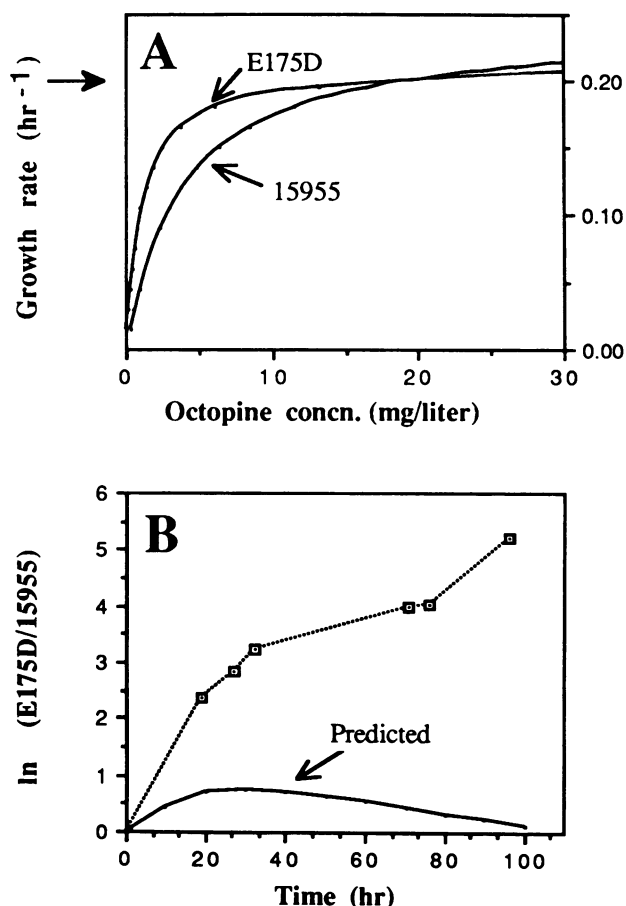 A
E175D
15955
Growth rate (hr -1)
0.20
0.10
0.00
0 10 20 30
Octopine concn. (mg/liter)
B
6
5
4
3
2
1
0
Predicted
ln (E175D/15955)
0 20 40 60 80 100
Time (hr)